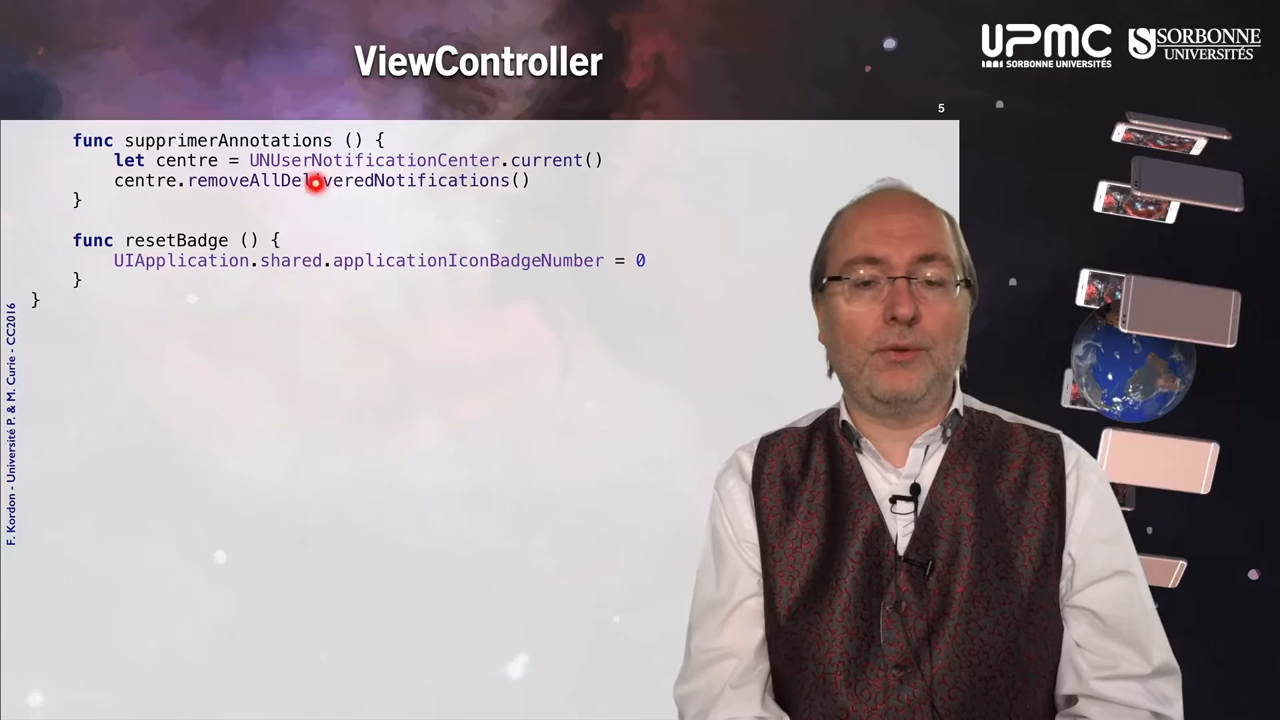 ViewController
UPMC
SORBONNE UNIVERSITÉS
SORBONNE
UNIVERSITÉS
5
func supprimerAnnotations () {
let centre = UNUserNotificationCenter.current()
centre.removeAllDeliveredNotifications()
}
func resetBadge () {
UIApplication.shared.applicationIconBadgeNumber = 0
}
}
F. Kordon - Université P. & M. Curie - CC2016